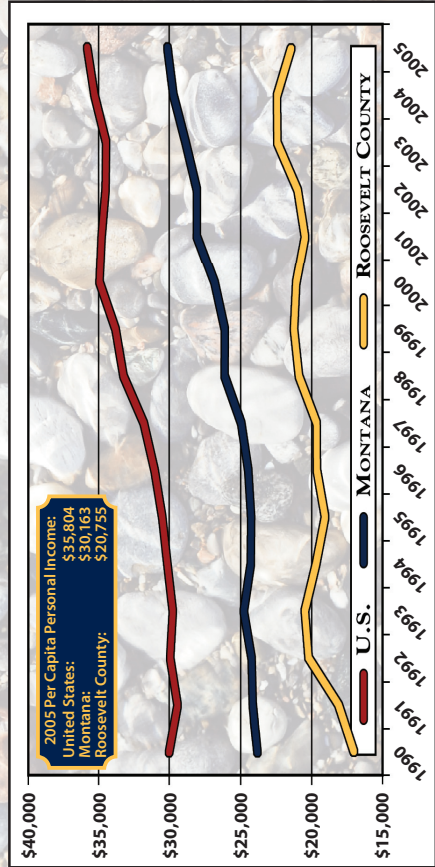 2005 Per Capita Personal Income:
United States: $35,804
Montana: $30,163
Roosevelt County: $20,755
$40,000
$35,000
$30,000
$25,000
$20,000
$15,000
U.S. MONTANA ROOSEVELT COUNTY
1990 1991 1992 1993 1994 1995 1996 1997 1998 1999 2000 2001 2002 2003 2004 2005